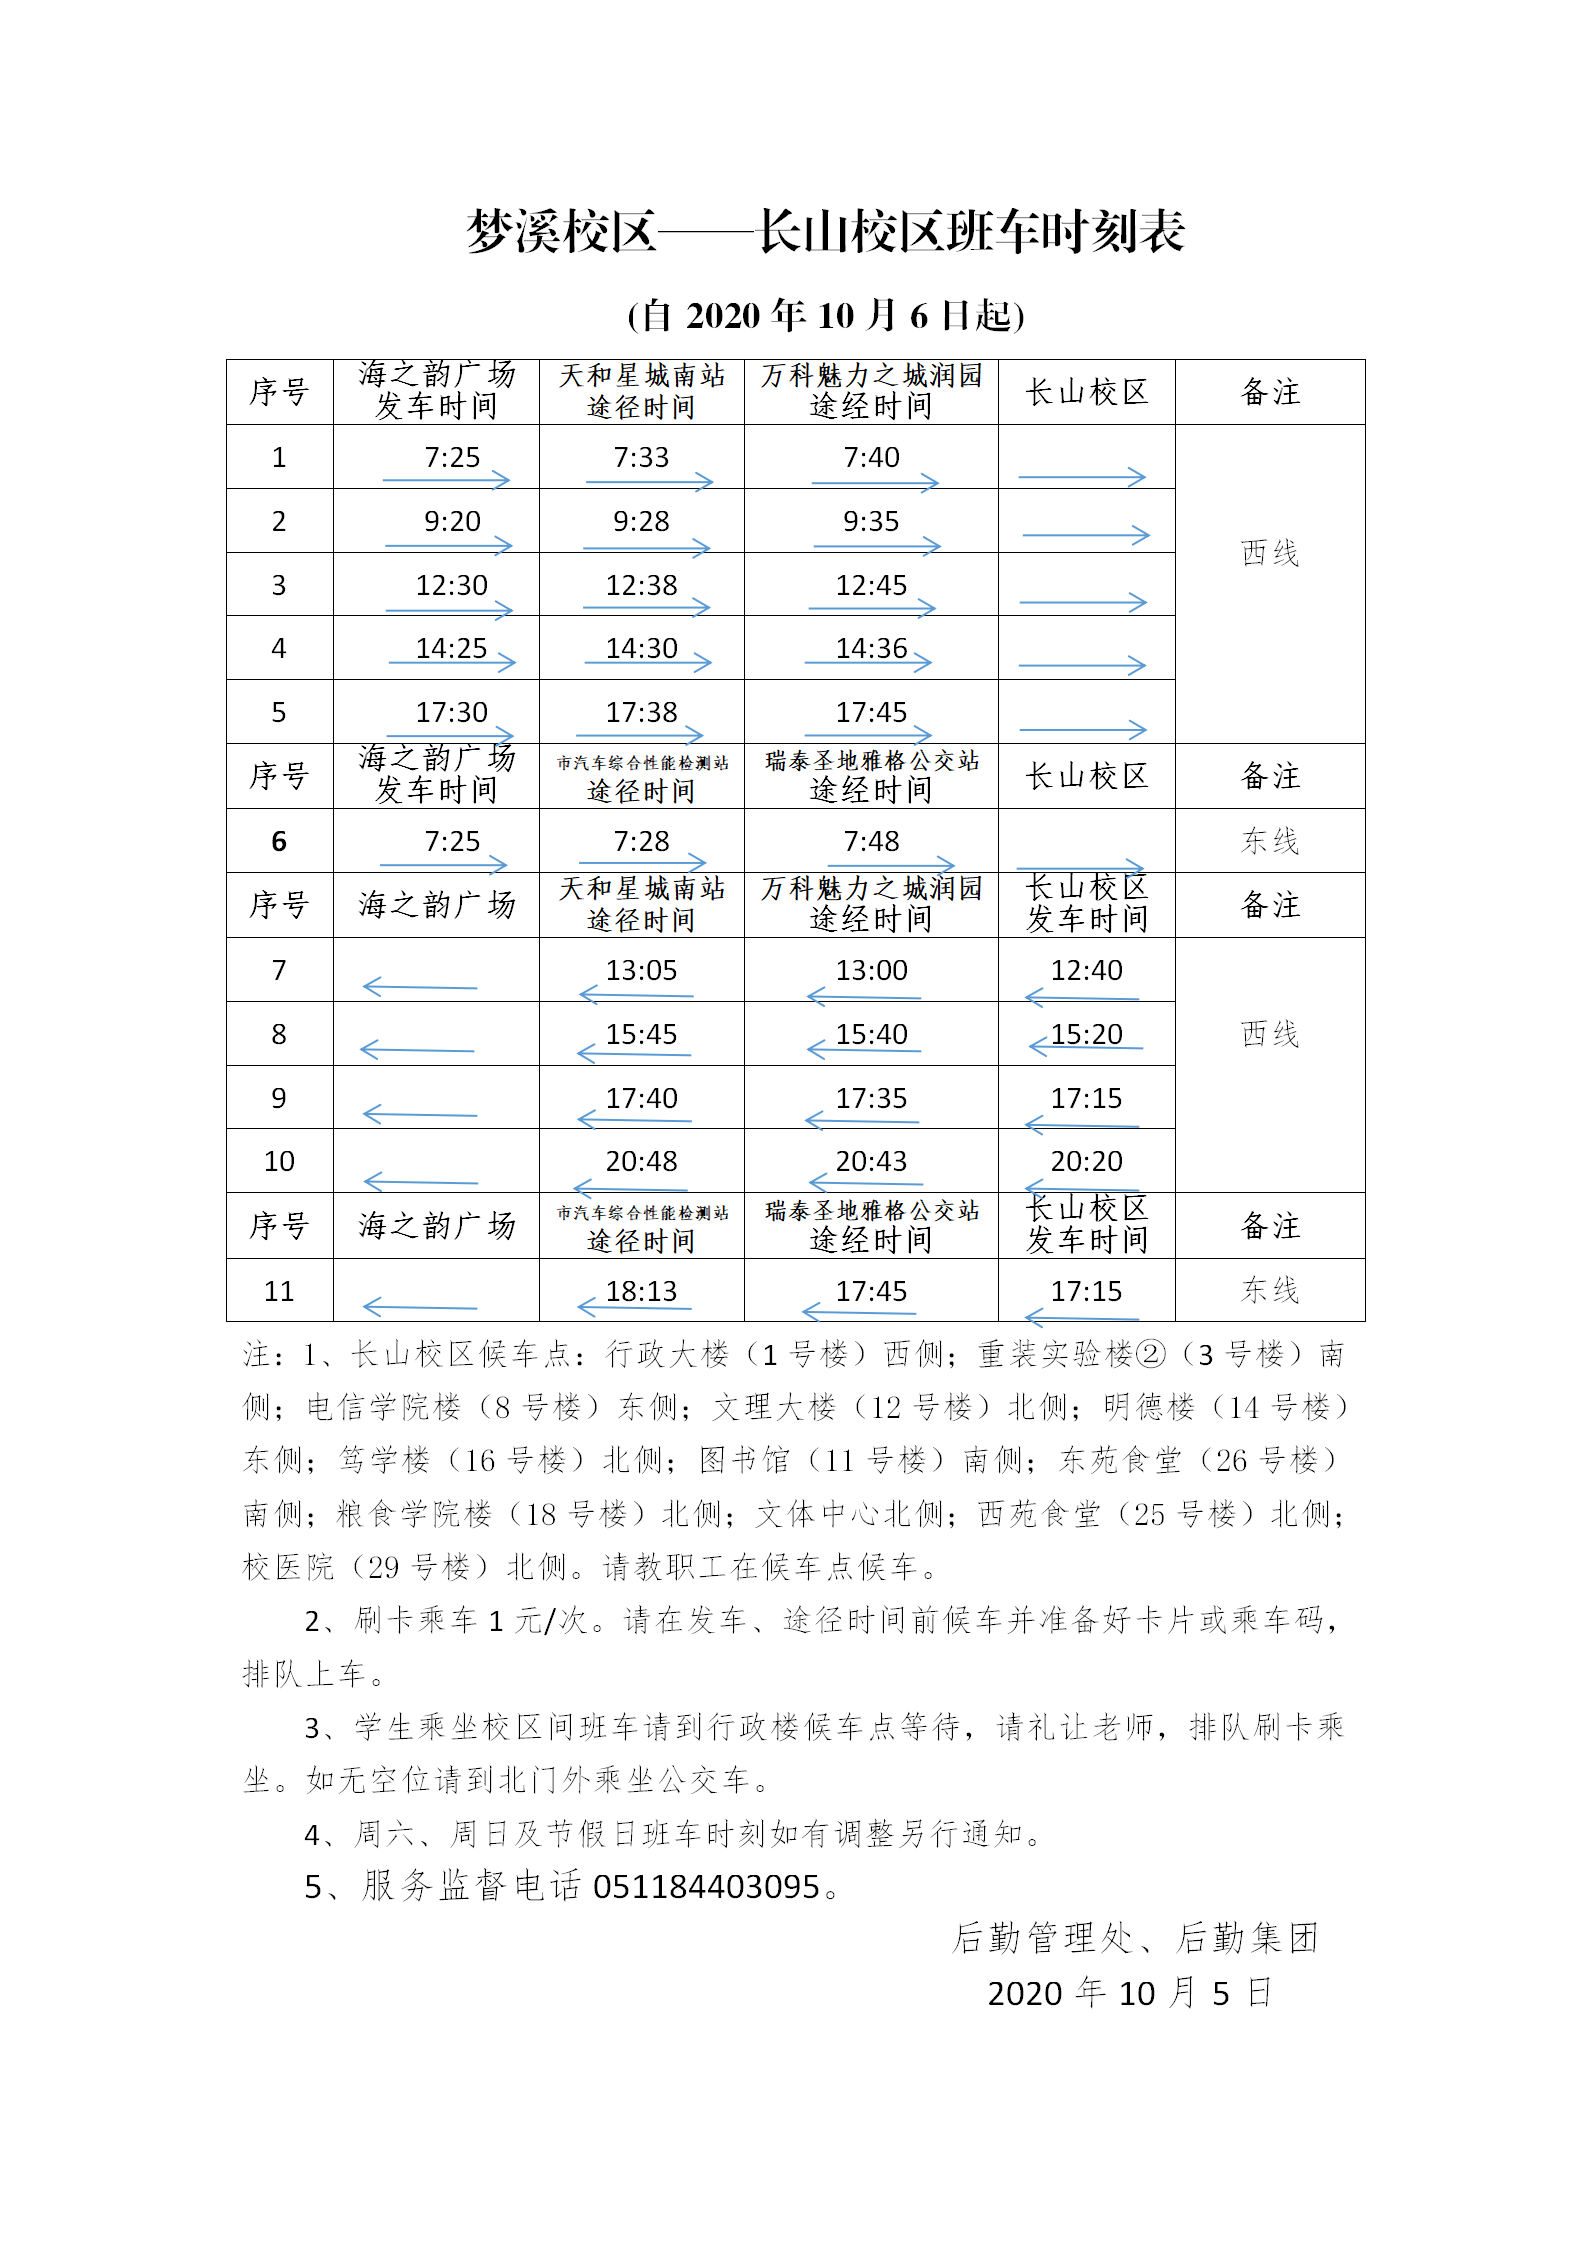 梦溪校区——长山校区班车时刻表
(自 2020 年 10 月 6 日起)
序号 海之韵广场 发车时间 天和星城南站 途径时间 万科魅力之城润园 途经时间 长山校区 备注
1 7:25 7:33 7:40 西线
2 9:20 9:28 9:35
3 12:30 12:38 12:45
4 14:25 14:30 14:36
5 17:30 17:38 17:45
序号 海之韵广场 发车时间 市汽车综合性能检测站 途径时间 瑞泰圣地雅格公交站 途经时间 长山校区 备注
6 7:25 7:28 7:48 东线
序号 海之韵广场 天和星城南站 途径时间 万科魅力之城润园 途经时间 长山校区 发车时间 备注
7 13:05 13:00 12:40 西线
8 15:45 15:40 15:20
9 17:40 17:35 17:15
10 20:48 20:43 20:20
序号 海之韵广场 市汽车综合性能检测站 途径时间 瑞泰圣地雅格公交站 途经时间 长山校区 发车时间 备注
11 18:13 17:45 17:15 东线
注：1、长山校区候车点：行政大楼（1 号楼）西侧；重装实验楼②（3 号楼）南
侧；电信学院楼（8 号楼）东侧；文理大楼（12 号楼）北侧；明德楼（14 号楼）
东侧；笃学楼（16 号楼）北侧；图书馆（11 号楼）南侧；东苑食堂（26 号楼）
南侧；粮食学院楼（18 号楼）北侧；文体中心北侧；西苑食堂（25 号楼）北侧；
校医院（29 号楼）北侧。请教职工在候车点候车。
2、刷卡乘车 1 元/次。请在发车、途径时间前候车并准备好卡片或乘车码，
排队上车。
3、学生乘坐校区间班车请到行政楼候车点等待，请礼让老师，排队刷卡乘
坐。如无空位请到北门外乘坐公交车。
4、周六、周日及节假日班车时刻如有调整另行通知。
5、服务监督电话 051184403095。
后勤管理处、后勤集团
2020 年 10 月 5 日